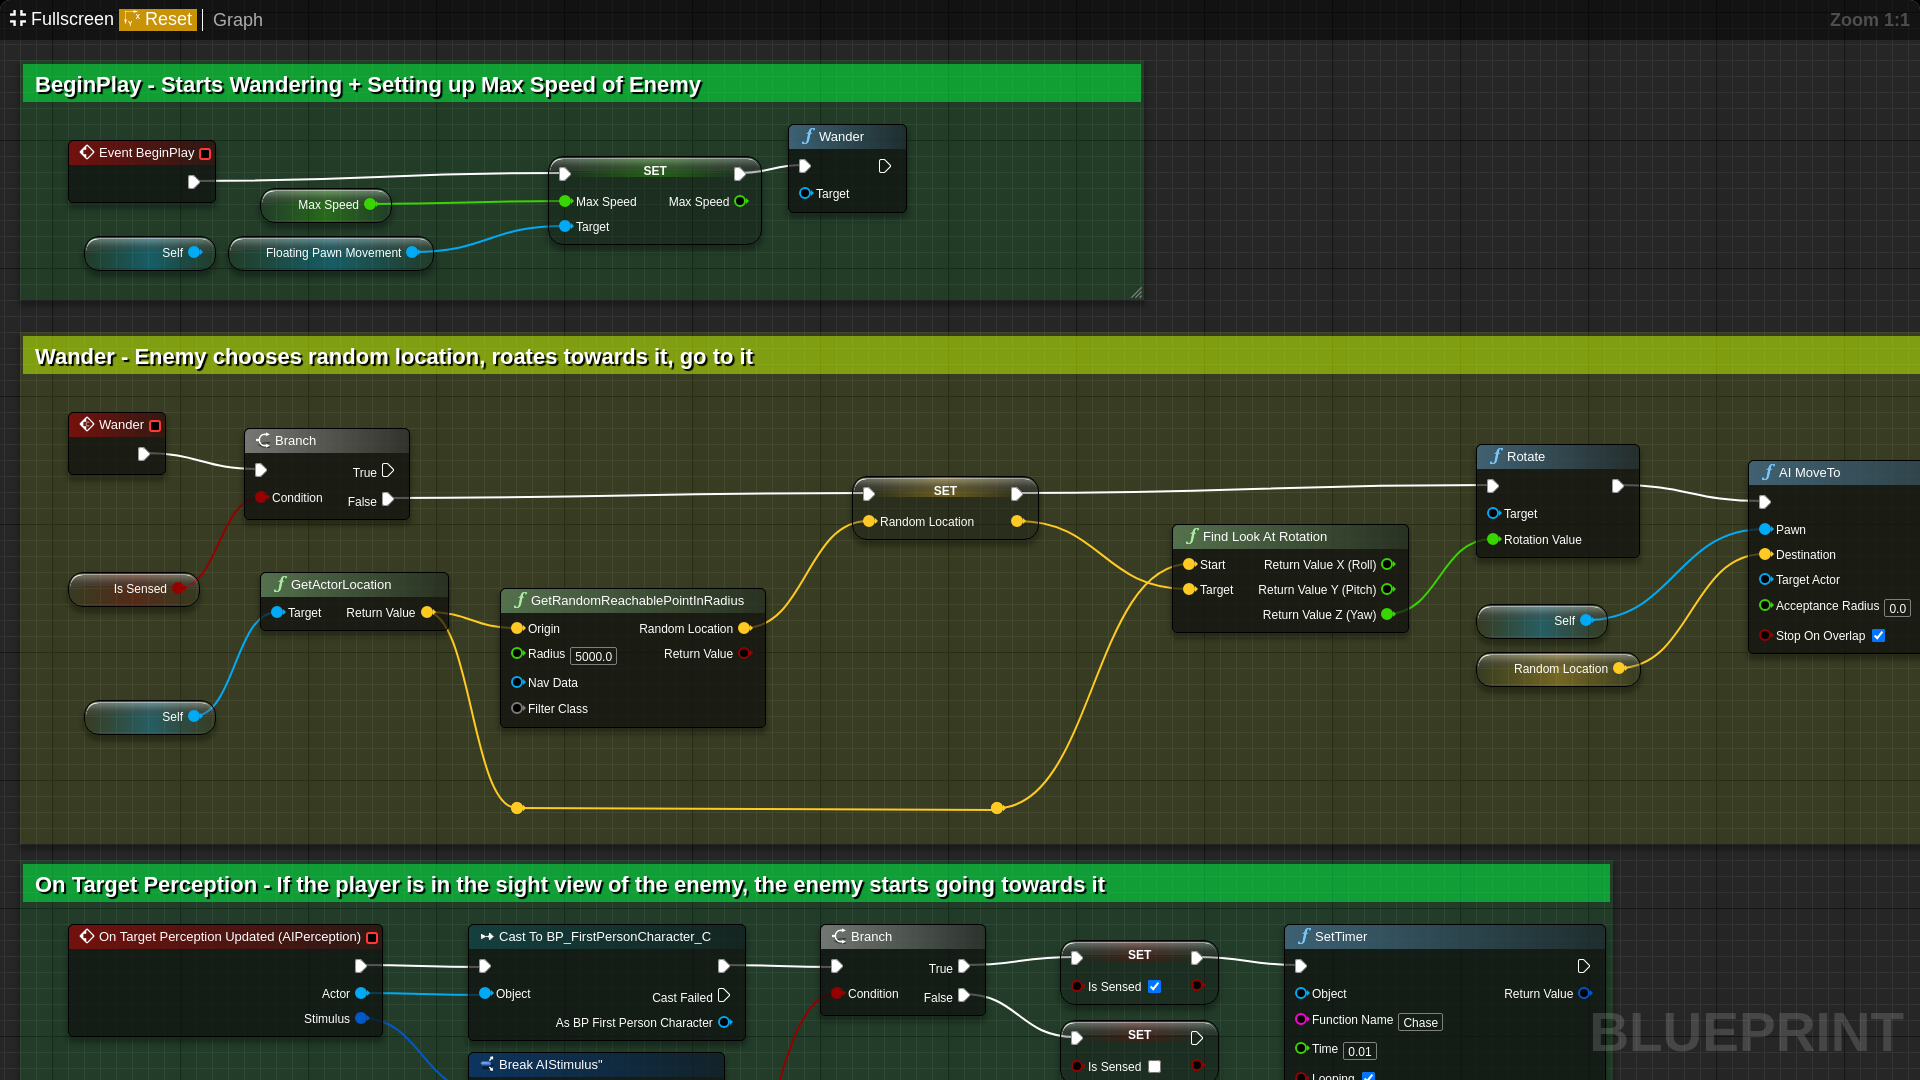 Fullscreen Reset Graph Zoom 1:1
BeginPlay - Starts Wandering + Setting up Max Speed of Enemy
Event BeginPlay
Max Speed
Self
Floating Pawn Movement
SET
Max Speed Max Speed
Target
Wander
Target
Wander - Enemy chooses random location, roates towards it, go to it
Wander
Branch
True
Condition False
Is Sensed
GetActorLocation
Target Return Value
Self
GetRandomReachablePointInRadius
Origin Random Location
Radius 5000.0 Return Value
Nav Data
Filter Class
SET
Random Location
Find Look At Rotation
Start Return Value X (Roll)
Target Return Value Y (Pitch)
Return Value Z (Yaw)
Rotate
Target
Rotation Value
Self
Random Location
AI MoveTo
Pawn
Destination
Target Actor
Acceptance Radius 0.0
Stop On Overlap
On Target Perception - If the player is in the sight view of the enemy, the enemy starts going towards it
On Target Perception Updated (AIPerception)
Actor
Stimulus
Cast To BP_FirstPersonCharacter_C
Object Cast Failed
As BP First Person Character
Break AIStimulus"
Branch
True
Condition False
SET
Is Sensed
SET
Is Sensed
SetTimer
Object Return Value
Function Name Chase
Time 0.01
Looping
BLUEPRINT